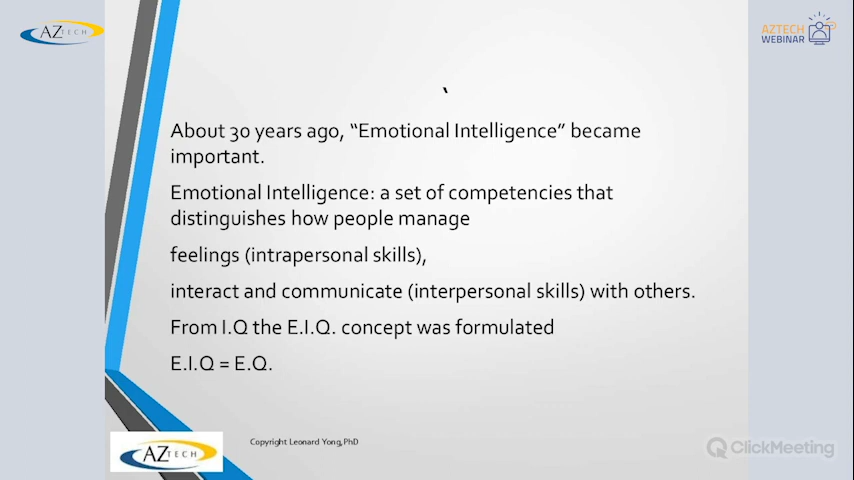 AZTECH
AZTECH
WEBINAR
`
About 30 years ago, “Emotional Intelligence” became
important.
Emotional Intelligence: a set of competencies that
distinguishes how people manage
feelings (intrapersonal skills),
interact and communicate (interpersonal skills) with others.
From I.Q the E.I.Q. concept was formulated
E.I.Q = E.Q.
Copyright Leonard Yong,PhD
AZTECH
ClickMeeting